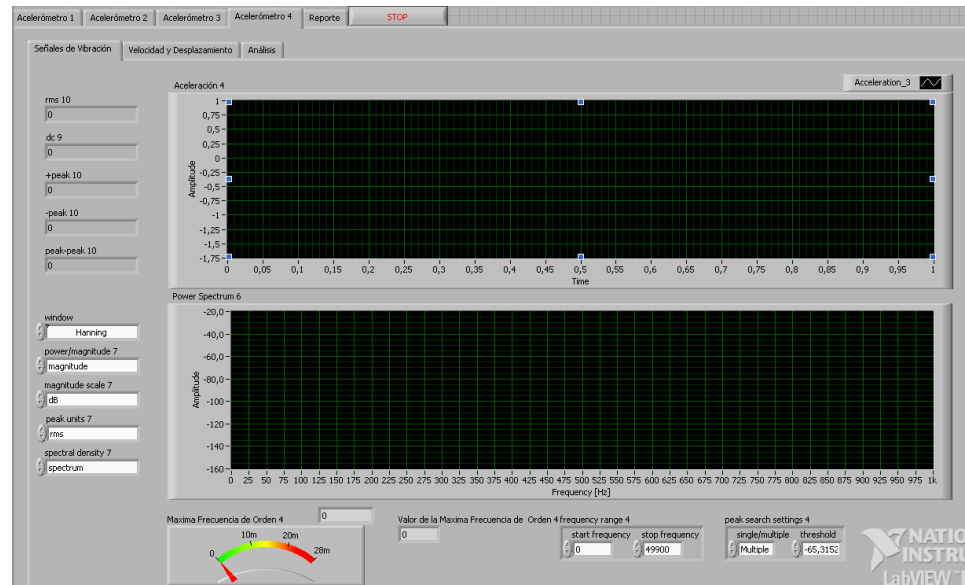 Acelerómetro 1 Acelerómetro 2 Acelerómetro 3 Acelerómetro 4 Reporte STOP
Señales de Vibración Velocidad y Desplazamiento Análisis
Aceleración 4 Acceleration_3
rms 10
0
dc 9
0
+peak 10
0
-peak 10
0
peak-peak 10
0
Amplitude
1
0,75
0,5
0,25
0
-0,25
-0,5
-0,75
-1
-1,25
-1,5
-1,75
0 0,05 0,1 0,15 0,2 0,25 0,3 0,35 0,4 0,45 0,5 0,55 0,6 0,65 0,7 0,75 0,8 0,85 0,9 0,95 1
Time
Power Spectrum 6
window
7
Hanning
power/magnitude 7
magnitude
magnitude scale 7
dB
peak units 7
rms
spectral density 7
spectrum
Amplitude
-20,0
-40,0
-60,0
-80,0
-100
-120
-140
-160
0 25 50 75 100 125 150 175 200 225 250 275 300 325 350 375 400 425 450 475 500 525 550 575 600 625 650 675 700 725 750 775 800 825 850 875 900 925 950 975 1k
Frequency [Hz]
Maxima Frecuencia de Orden 4 0
0 10m 20m 28m
Valor de la Maxima Frecuencia de Orden 4
0
frequency range 4
start frequency stop frequency
0 49900
peak search settings 4
single/multiple threshold
Multiple -65,3152
NATIO
INSTRU
LabVIEW